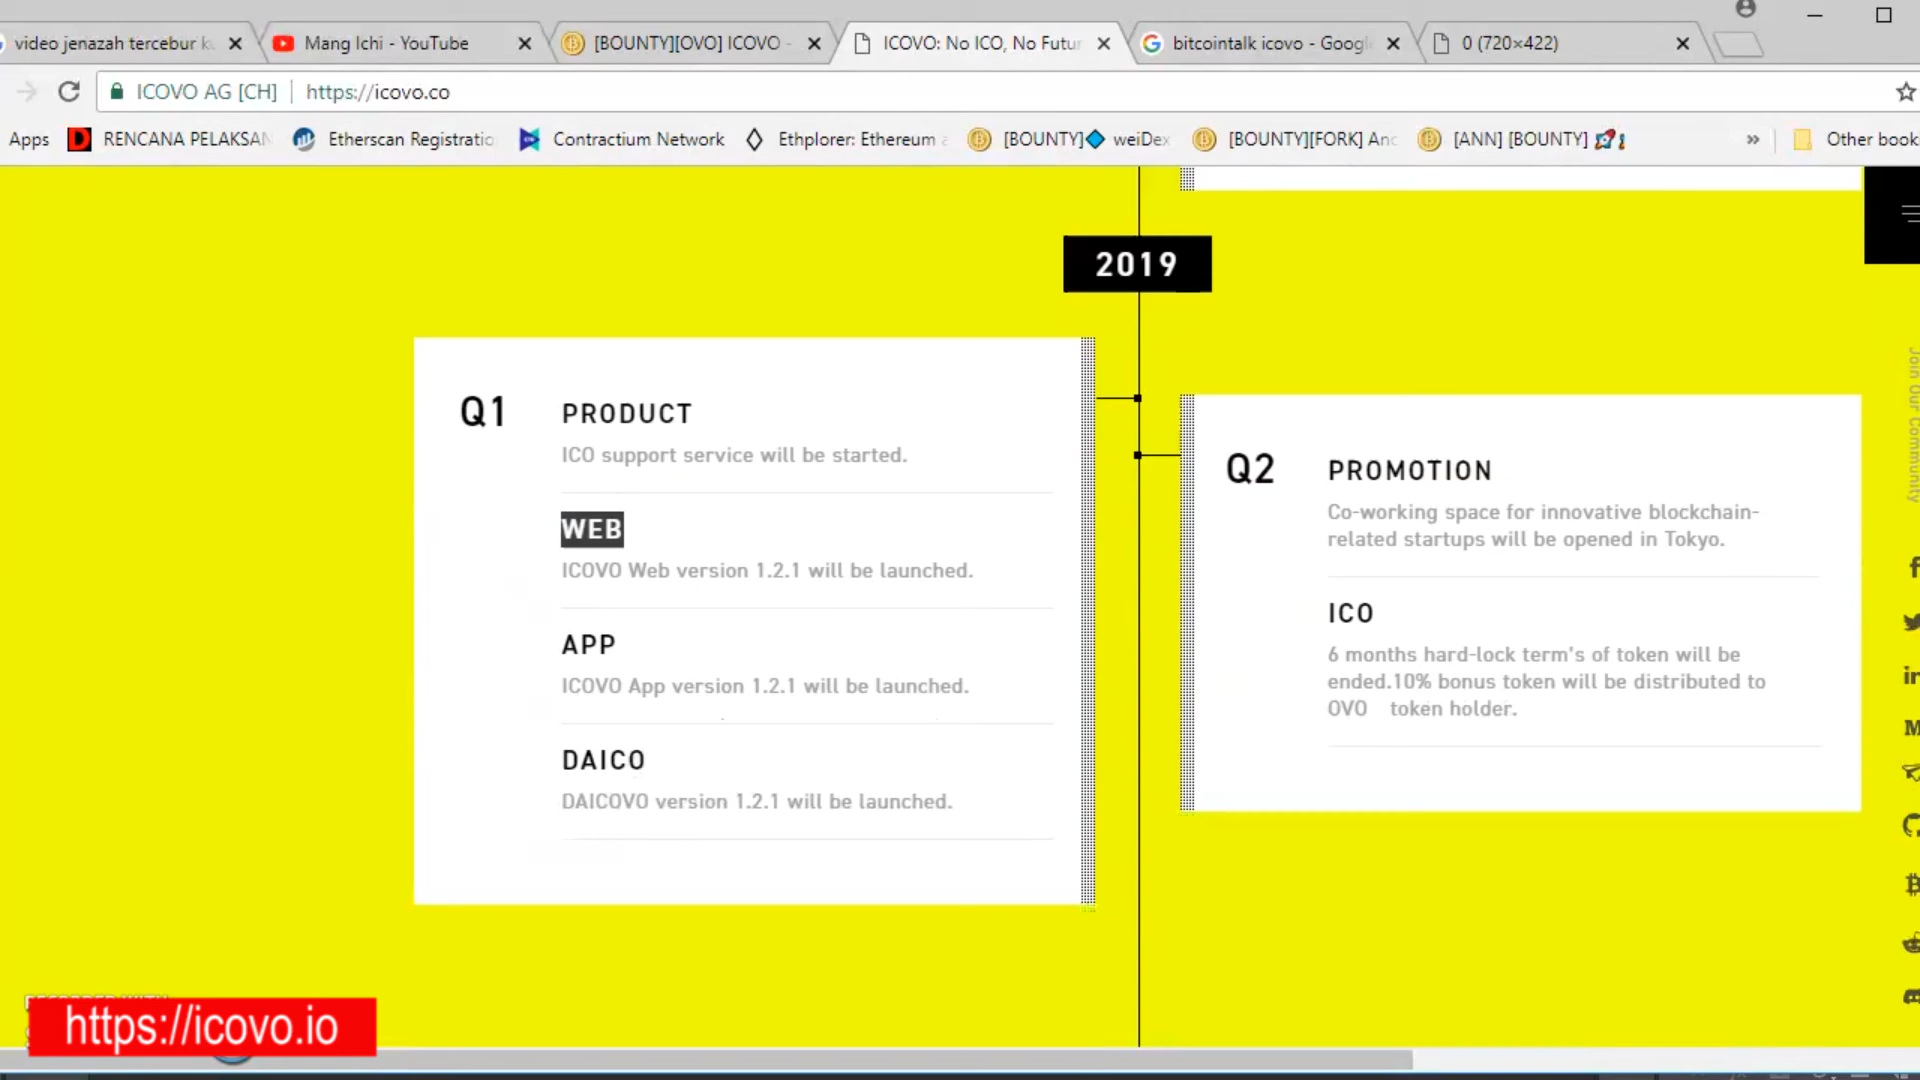 video jenazah tercebur
Mang Ichi - YouTube
[BOUNTY][OVO] ICOVO -
ICOVO: No ICO, No Futur
bitcointalk icovo - Googl
0 (720×422)
ICOVO AG [CH]
https://icovo.co
Apps
RENCANA PELAKSAN
Etherscan Registratio
Contractium Network
Ethplorer: Ethereum
[BOUNTY]🔷 weiDex
[BOUNTY][FORK] Anc
[ANN] [BOUNTY] 🚀
»
Other book
2019
Q1
PRODUCT
ICO support service will be started.
WEB
ICOVO Web version 1.2.1 will be launched.
APP
ICOVO App version 1.2.1 will be launched.
DAICO
DAICOVO version 1.2.1 will be launched.
Q2
PROMOTION
Co-working space for innovative blockchain-
related startups will be opened in Tokyo.
ICO
6 months hard-lock term's of token will be
ended.10% bonus token will be distributed to
OVO token holder.
Join Our Community
https://icovo.io